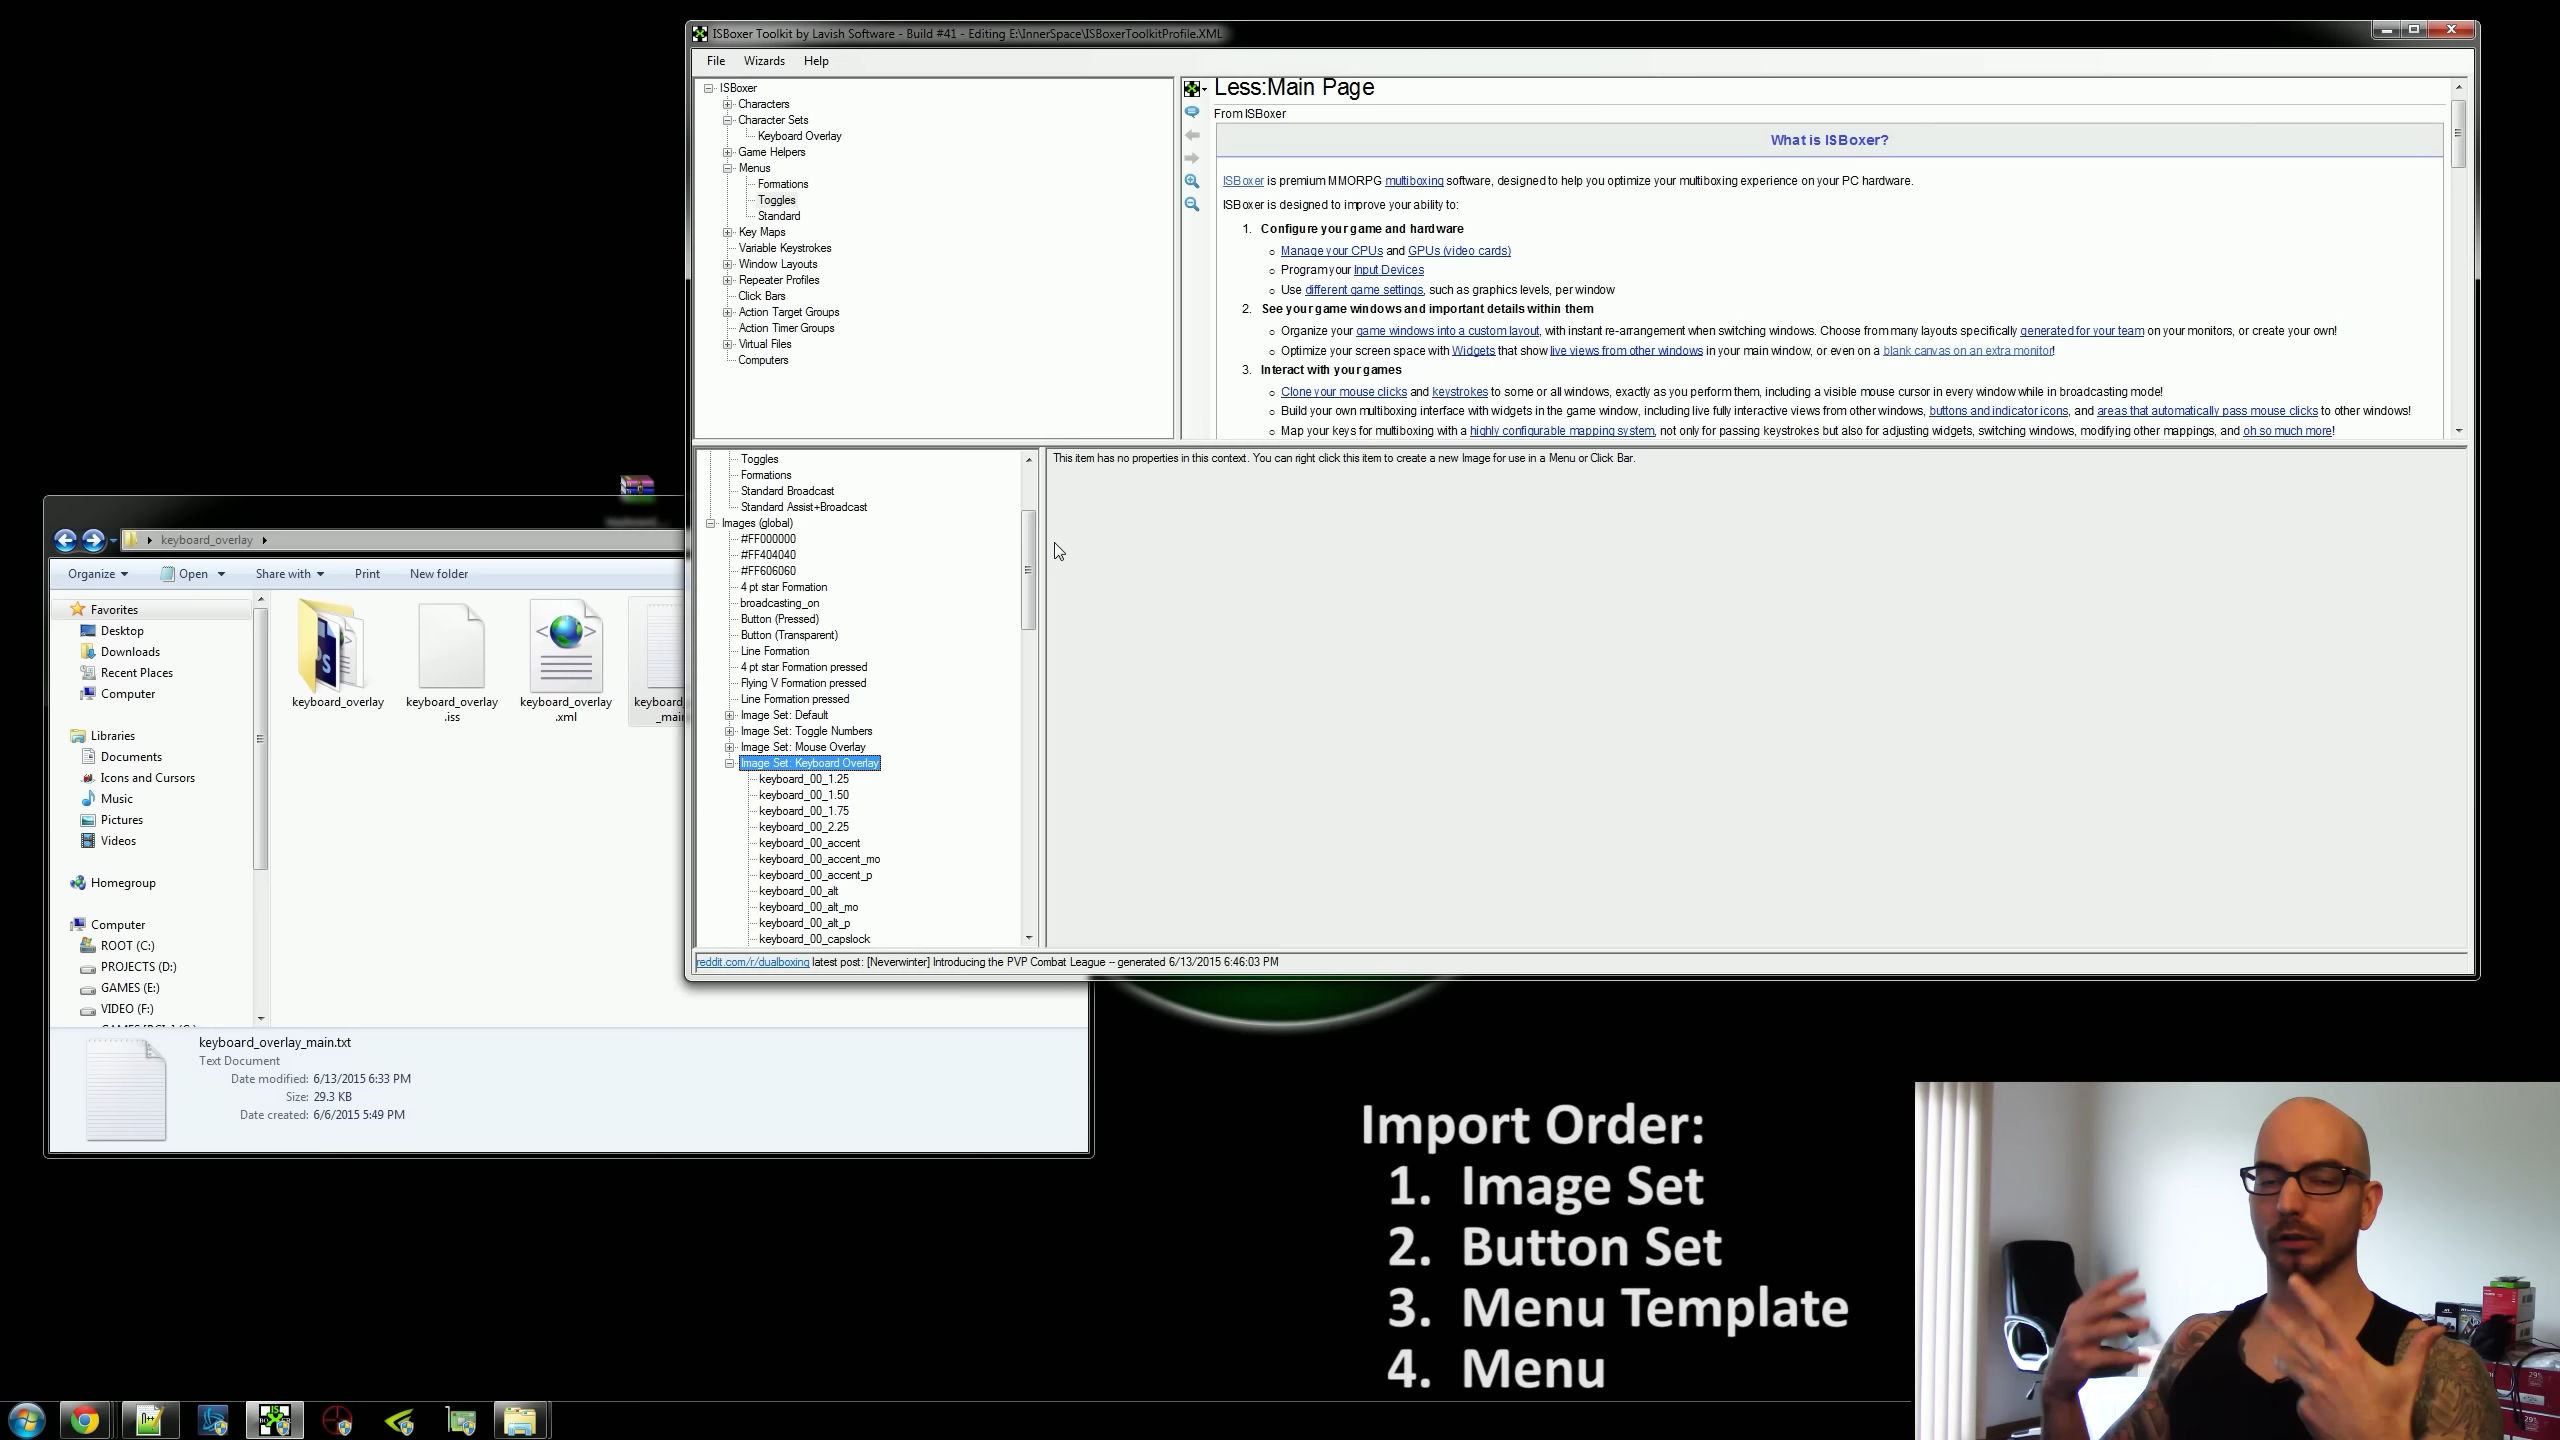 ISBoxer Toolkit by Lavish Software - Build #41 - Editing E:\InnerSpace\ISBoxerToolkitProfile.XML
File Wizards Help
ISBoxer
Characters
Character Sets
Keyboard Overlay
Game Helpers
Menus
Formations
Toggles
Standard
Key Maps
Variable Keystrokes
Window Layouts
Repeater Profiles
Click Bars
Action Target Groups
Action Timer Groups
Virtual Files
Computers
Less:Main Page
From ISBoxer
What is ISBoxer?
ISBoxer is premium MMORPG multiboxing software, designed to help you optimize your multiboxing experience on your PC hardware.
ISBoxer is designed to improve your ability to:
1. Configure your game and hardware
Manage your CPUs and GPUs (video cards)
Program your Input Devices
Use different game settings, such as graphics levels, per window
2. See your game windows and important details within them
Organize your game windows into a custom layout, with instant re-arrangement when switching windows. Choose from many layouts specifically generated for your team on your monitors, or create your own!
Optimize your screen space with Widgets that show live views from other windows in your main window, or even on a blank canvas on an extra monitor!
3. Interact with your games
Clone your mouse clicks and keystrokes to some or all windows, exactly as you perform them, including a visible mouse cursor in every window while in broadcasting mode!
Build your own multiboxing interface with widgets in the game window, including live fully interactive views from other windows, buttons and indicator icons, and areas that automatically pass mouse clicks to other windows!
Map your keys for multiboxing with a highly configurable mapping system, not only for passing keystrokes but also for adjusting widgets, switching windows, modifying other mappings, and oh so much more!
Toggles
Formations
Standard Broadcast
Standard Assist+Broadcast
Images (global)
#FF000000
#FF404040
#FF606060
4 pt star Formation
broadcasting_on
Button (Pressed)
Button (Transparent)
Line Formation
4 pt star Formation pressed
Flying V Formation pressed
Line Formation pressed
Image Set: Default
Image Set: Toggle Numbers
Image Set: Mouse Overlay
Image Set: Keyboard Overlay
keyboard_00_1.25
keyboard_00_1.50
keyboard_00_1.75
keyboard_00_2.25
keyboard_00_accent
keyboard_00_accent_mo
keyboard_00_accent_p
keyboard_00_alt
keyboard_00_alt_mo
keyboard_00_alt_p
keyboard_00_capslock
This item has no properties in this context. You can right click this item to create a new Image for use in a Menu or Click Bar.
reddit.com/r/dualboxing latest post: [Neverwinter] Introducing the PVP Combat League -- generated 6/13/2015 6:46:03 PM
keyboard_overlay
Organize Open Share with Print New folder
Favorites
Desktop
Downloads
Recent Places
Computer
Libraries
Documents
Icons and Cursors
Music
Pictures
Videos
Homegroup
Computer
ROOT (C:)
PROJECTS (D:)
GAMES (E:)
VIDEO (F:)
keyboard_overlay
keyboard_overlay
.iss
keyboard_overlay
.xml
keyboard_overlay_main.txt
Text Document
Date modified: 6/13/2015 6:33 PM
Size: 29.3 KB
Date created: 6/6/2015 5:49 PM
Import Order:
1. Image Set
2. Button Set
3. Menu Template
4. Menu